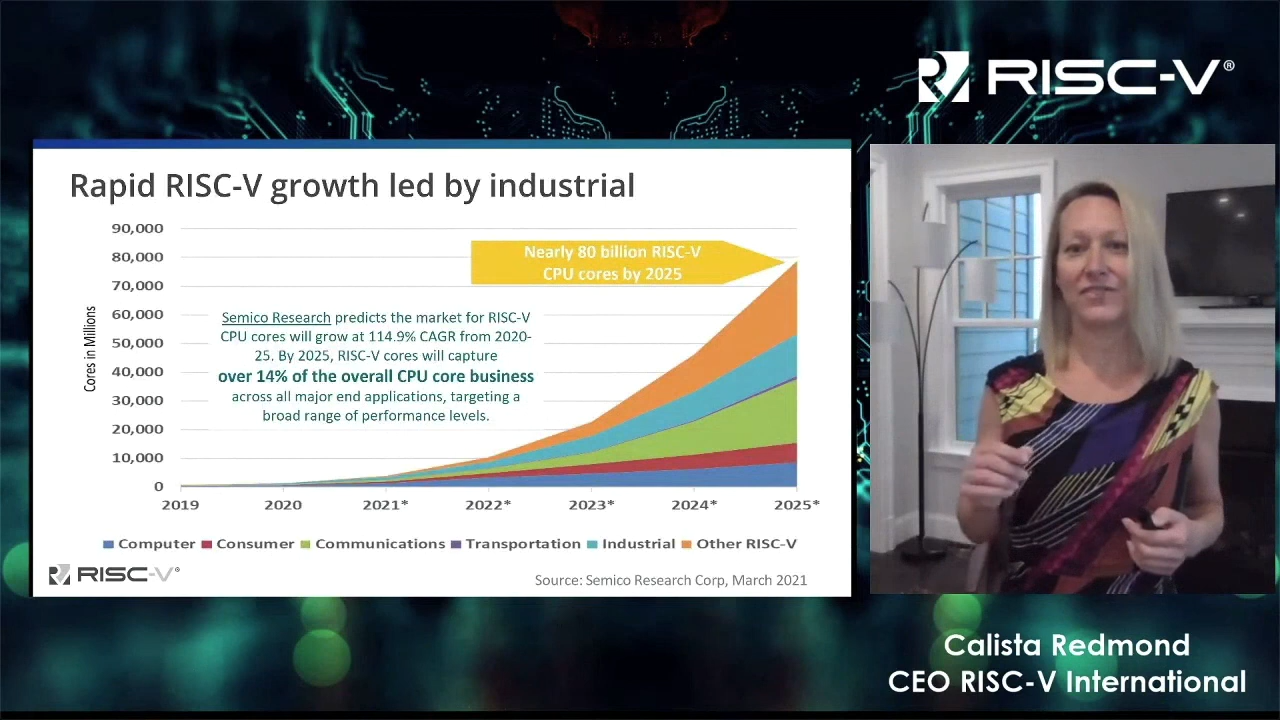 RISC-V®
Rapid RISC-V growth led by industrial
90,000
80,000
70,000
60,000
50,000
40,000
30,000
20,000
10,000
0
Cores in Millions
Nearly 80 billion RISC-V
CPU cores by 2025
Semico Research predicts the market for RISC-V
CPU cores will grow at 114.9% CAGR from 2020-
25. By 2025, RISC-V cores will capture
over 14% of the overall CPU core business
across all major end applications, targeting a
broad range of performance levels.
2019 2020 2021* 2022* 2023* 2024* 2025*
Computer Consumer Communications Transportation Industrial Other RISC-V
RISC-V®
Source: Semico Research Corp, March 2021
Calista Redmond
CEO RISC-V International